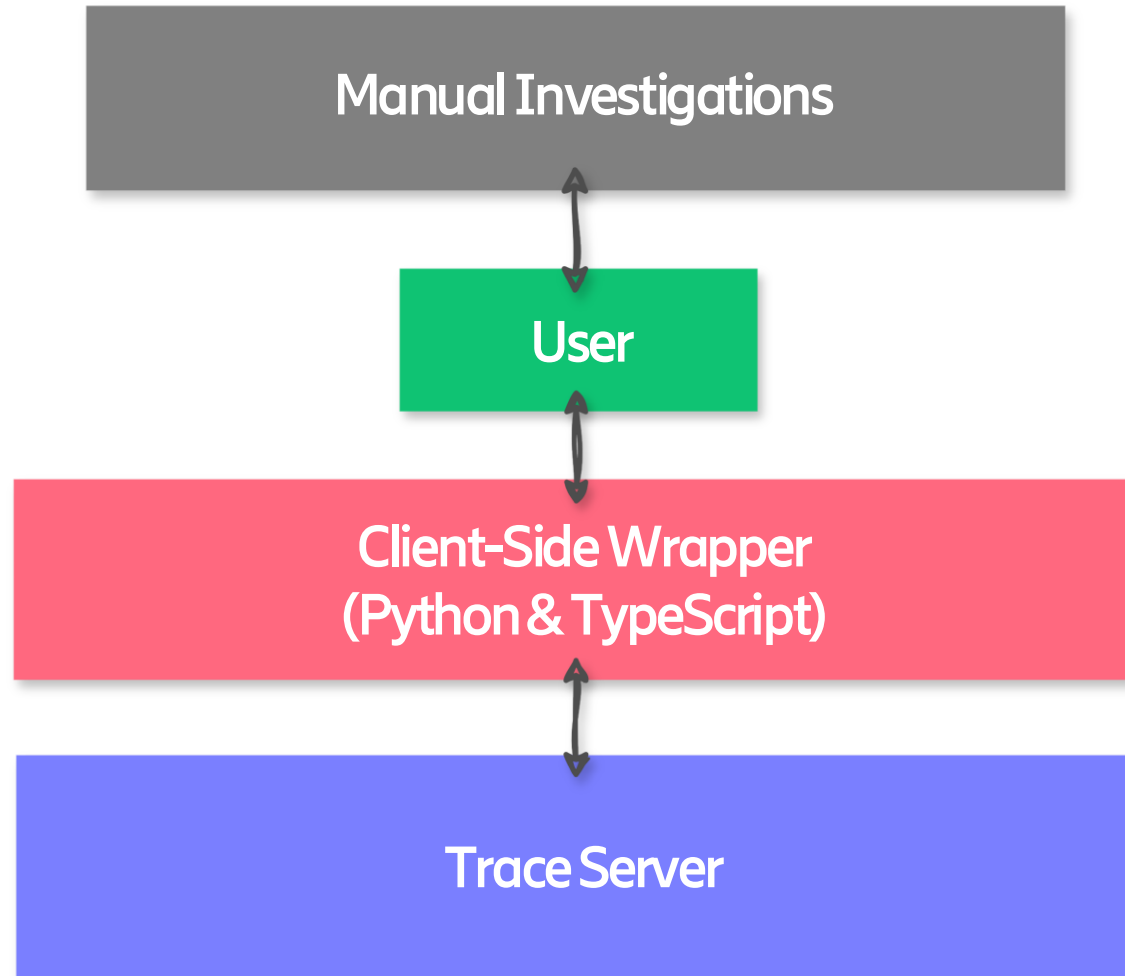 Manual Investigations
User
Client-Side Wrapper
(Python & TypeScript)
Trace Server